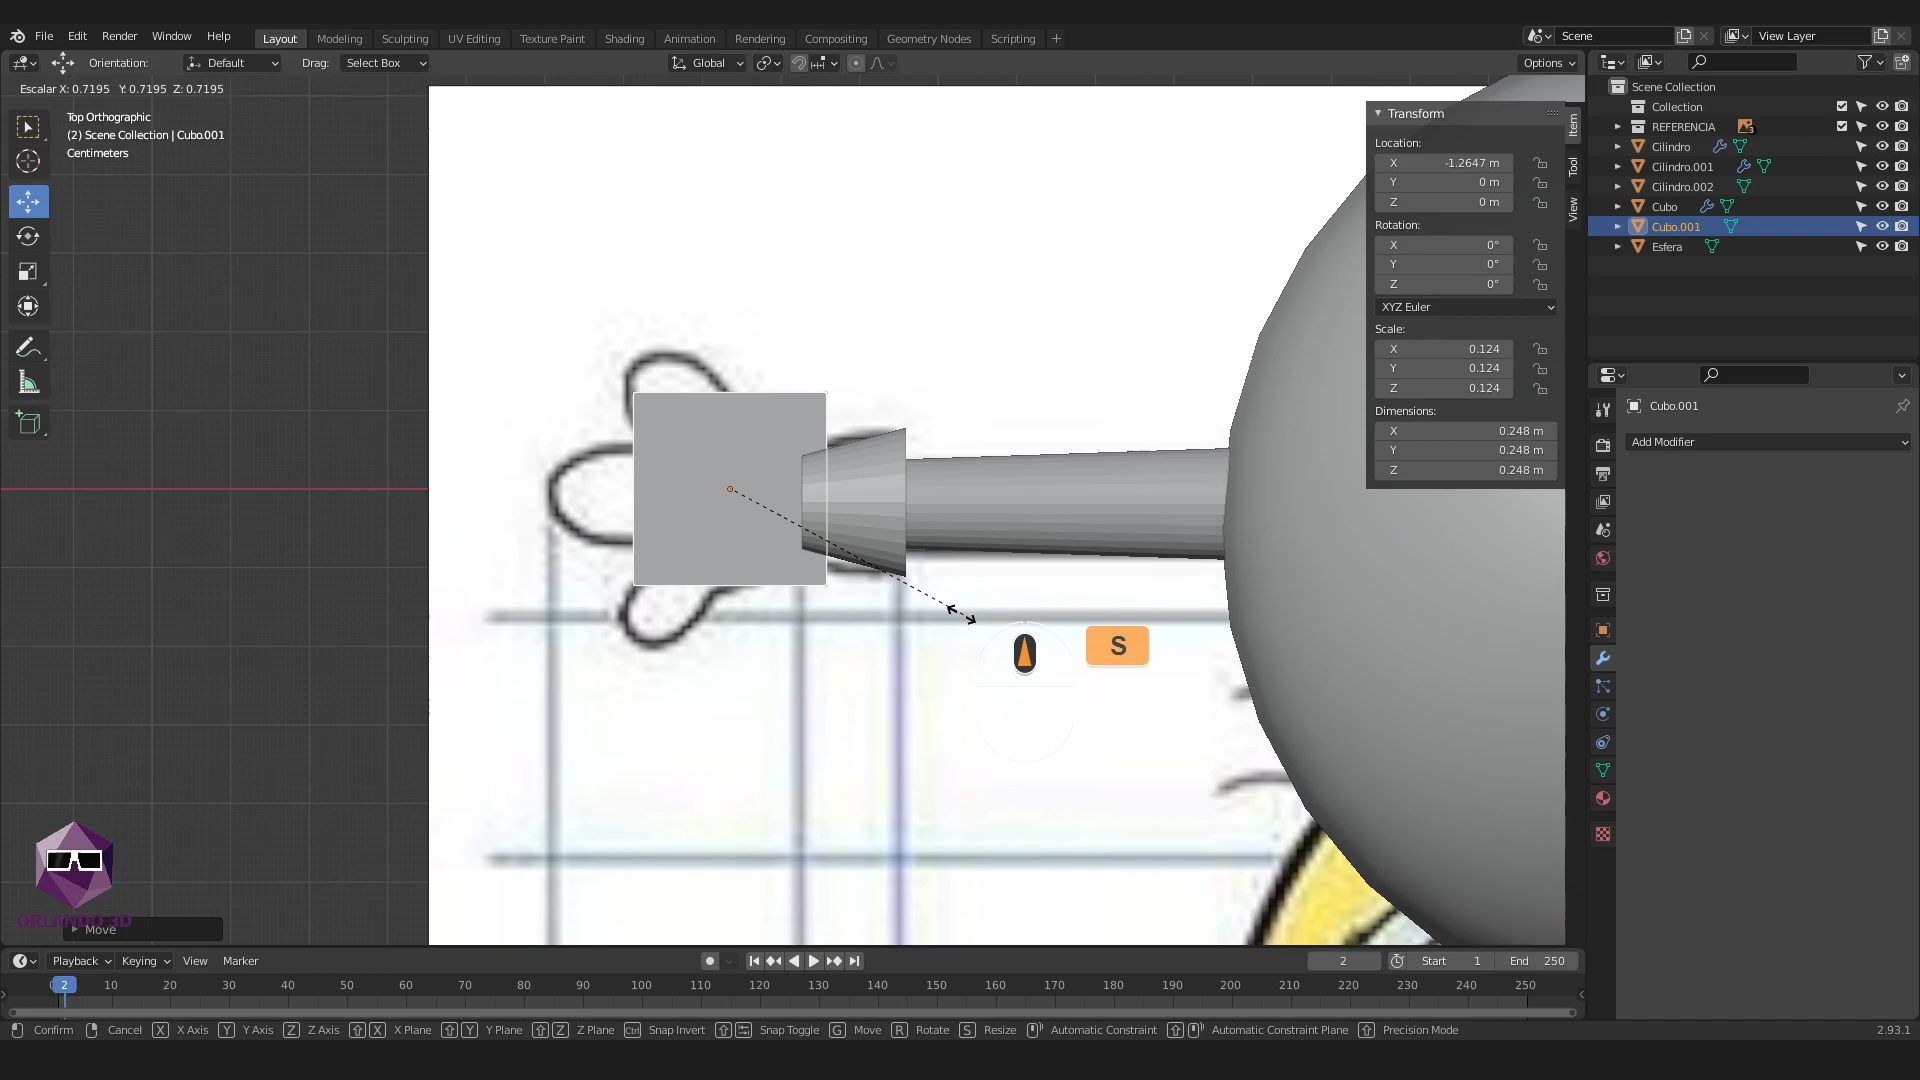 File Edit Render Window Help
Layout Modeling Sculpting UV Editing Texture Paint Shading Animation Rendering Compositing Geometry Nodes Scripting +
Scene
View Layer
Orientation: Default Drag: Select Box
Global
Options
Escalar X: 0.7195 Y: 0.7195 Z: 0.7195
Top Orthographic
(2) Scene Collection | Cubo.001
Centimeters
Transform
Location:
X -1.2647 m
Y 0 m
Z 0 m
Rotation:
X 0°
Y 0°
Z 0°
XYZ Euler
Scale:
X 0.124
Y 0.124
Z 0.124
Dimensions:
X 0.248 m
Y 0.248 m
Z 0.248 m
Item
Tool
View
Scene Collection
Collection
REFERENCIA 3
Cilindro
Cilindro.001
Cilindro.002
Cubo
Cubo.001
Esfera
Cubo.001
Add Modifier
S
ORLANDO 3D
Move
Playback Keying View Marker
2
Start 1 End 250
0 2 10 20 30 40 50 60 70 80 90 100 110 120 130 140 150 160 170 180 190 200 210 220 230 240 250
Confirm Cancel X X Axis Y Y Axis Z Z Axis X X Plane Y Y Plane Z Z Plane Ctrl Snap Invert Snap Toggle G Move R Rotate S Resize Automatic Constraint Automatic Constraint Plane Precision Mode 2.93.1